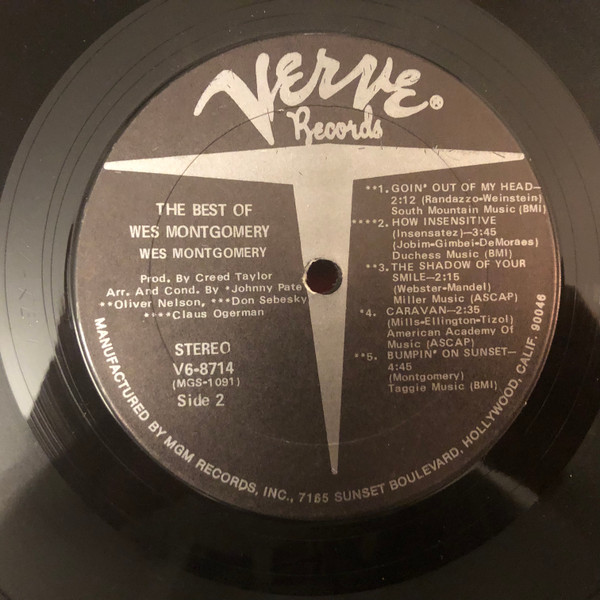 Verve®
Records
THE BEST OF
WES MONTGOMERY
WES MONTGOMERY
Prod. By Creed Taylor
Arr. And Cond. By *Johnny Pate
**Oliver Nelson, ***Don Sebesky
****Claus Ogerman
STEREO
V6-8714
(MGS-1091)
Side 2
**1. GOIN' OUT OF MY HEAD—
2:12 (Randazzo-Weinstein)
South Mountain Music (BMI)
****2. HOW INSENSITIVE
(Insensatez)—3:45
(Jobim-Gimbei-DeMoraes)
Duchess Music (BMI)
**3. THE SHADOW OF YOUR
SMILE—2:15
(Webster-Mandel)
Miller Music (ASCAP)
*4. CARAVAN—2:35
(Mills-Ellington-Tizol)
American Academy Of
Music (ASCAP)
**5. BUMPIN' ON SUNSET—
4:45
(Montgomery)
Taggie Music (BMI)
MANUFACTURED BY MGM RECORDS, INC., 7165 SUNSET BOULEVARD, HOLLYWOOD, CALIF. 90046